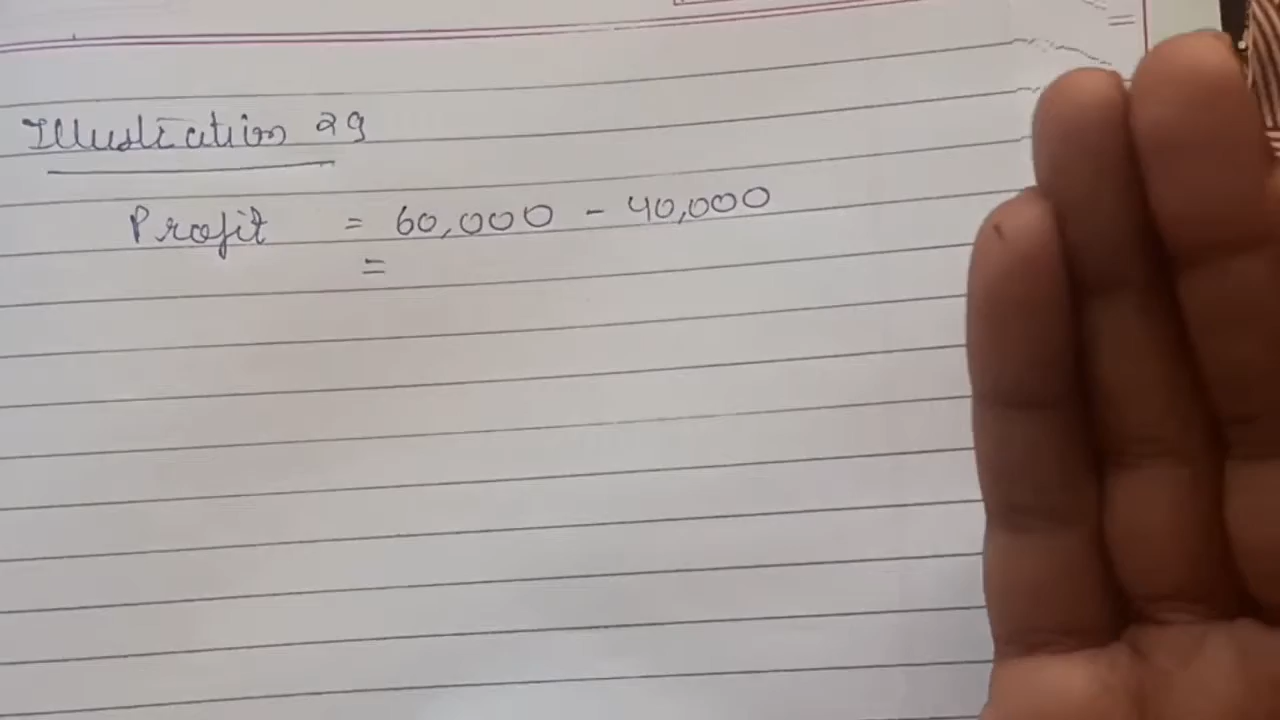 Illustration 29
Profit = 60,000 - 40,000
=